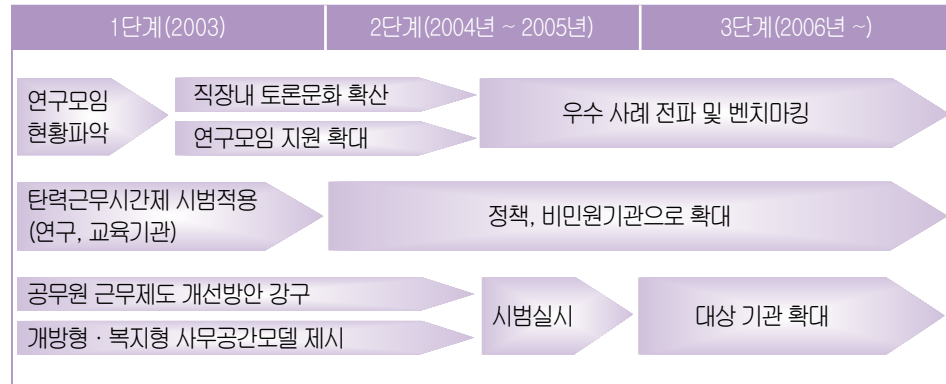 1단계(2003)
2단계(2004년 ~ 2005년)
3단계(2006년 ~)
연구모임
현황파악
직장내 토론문화 확산
연구모임 지원 확대
우수 사례 전파 및 벤치마킹
탄력근무시간제 시범적용
(연구, 교육기관)
정책, 비민원기관으로 확대
공무원 근무제도 개선방안 강구
개방형 · 복지형 사무공간모델 제시
시범실시
대상 기관 확대